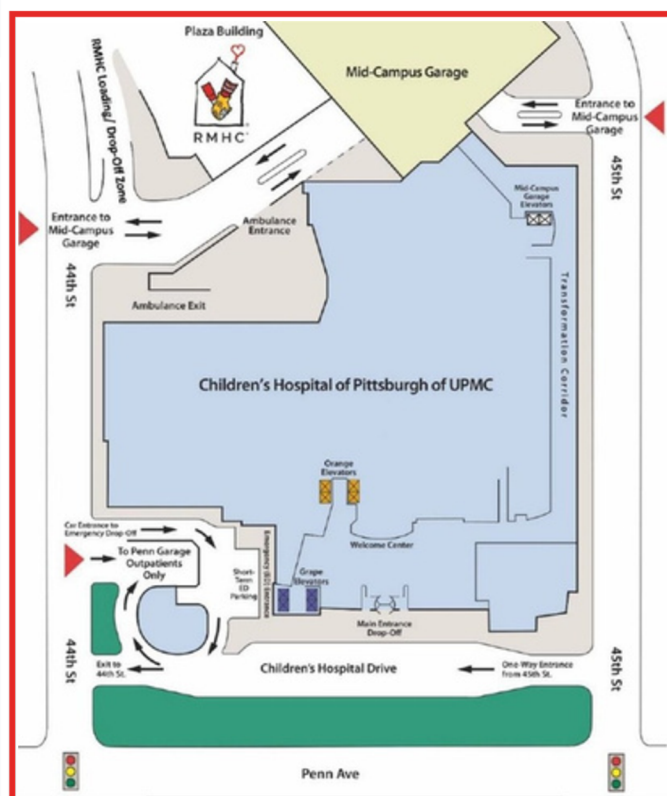 Plaza Building
RMHC Loading/ Drop-Off Zone
RMHC
Mid-Campus Garage
Entrance to
Mid-Campus
Garage
45th St
Mid-Campus
Garage
Elevators
Entrance to
Mid-Campus
Garage
Ambulance
Entrance
44th St
Ambulance Exit
Transformation Corridor
Children's Hospital of Pittsburgh of UPMC
Orange
Elevators
Welcome Center
Car Entrance to
Emergency Drop-Off
To Penn Garage
Outpatients
Only
Short-
Term
ED
Parking
Emergency (ED) Entrance
Grape
Elevators
Main Entrance
Drop-Off
44th St
Exit to
44th St.
Children's Hospital Drive
One-Way Entrance
from 45th St.
45th St
Penn Ave